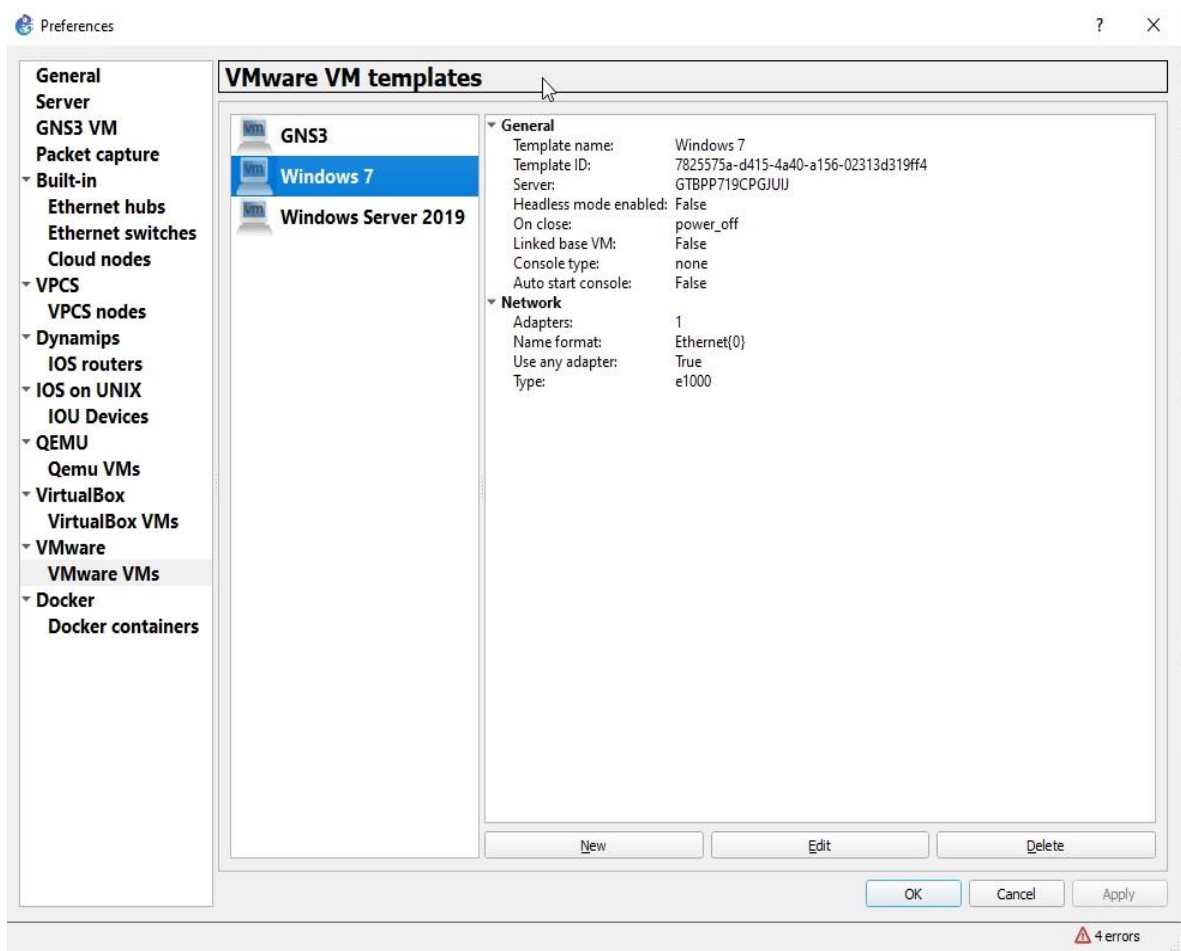 Preferences
?
General
Server
GNS3 VM
Packet capture
Built-in
Ethernet hubs
Ethernet switches
Cloud nodes
VPCS
VPCS nodes
Dynamips
IOS routers
IOS on UNIX
IOU Devices
QEMU
Qemu VMs
VirtualBox
VirtualBox VMs
VMware
VMware VMs
Docker
Docker containers
VMware VM templates
vm GNS3
vm Windows 7
vm Windows Server 2019
General
Template name: Windows 7
Template ID: 7825575a-d415-4a40-a156-02313d319ff4
Server: GTBPP719CPGJUIJ
Headless mode enabled: False
On close: power_off
Linked base VM: False
Console type: none
Auto start console: False
Network
Adapters: 1
Name format: Ethernet{0}
Use any adapter: True
Type: e1000
New Edit Delete
OK Cancel Apply
4 errors